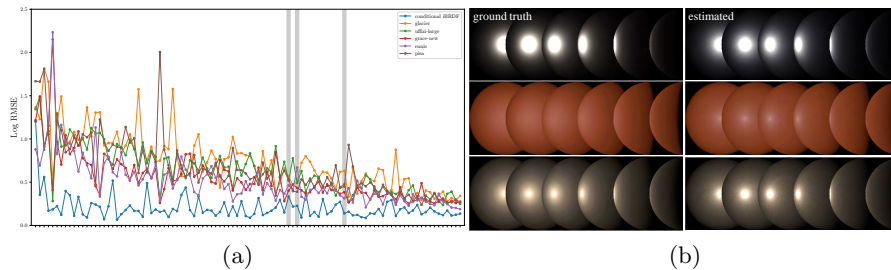 2.5
2.0
1.5
1.0
0.5
0.0
Log RMSE
conditional iBRDF
glacier
uffizi-large
grace-new
ennis
pisa
(a)
ground truth
estimated
(b)